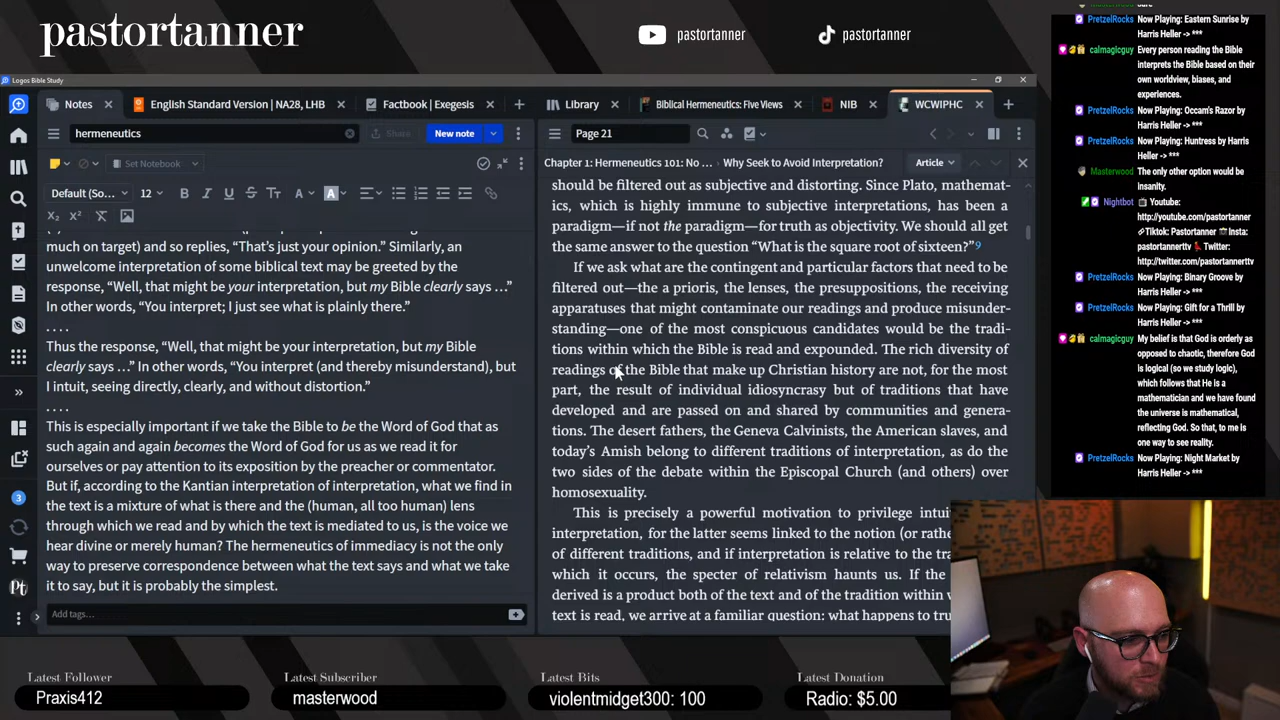 pastortanner
pastortanner
pastortanner
Logos Bible Study
Notes
English Standard Version | NA28, LHB
Factbook | Exegesis
Library
Biblical Hermeneutics: Five Views
NIB
WCWIPHC
hermeneutics
Share
New note
Page 21
Set Notebook
Chapter 1: Hermeneutics 101: No ... > Why Seek to Avoid Interpretation?
Article
Default (So...
12
much on target) and so replies, “That’s just your opinion.” Similarly, an
unwelcome interpretation of some biblical text may be greeted by the
response, “Well, that might be your interpretation, but my Bible clearly says …”
In other words, “You interpret; I just see what is plainly there.”
. . . .
Thus the response, “Well, that might be your interpretation, but my Bible
clearly says …” In other words, “You interpret (and thereby misunderstand), but
I intuit, seeing directly, clearly, and without distortion.”
. . . .
This is especially important if we take the Bible to be the Word of God that as
such again and again becomes the Word of God for us as we read it for
ourselves or pay attention to its exposition by the preacher or commentator.
But if, according to the Kantian interpretation of interpretation, what we find in
the text is a mixture of what is there and the (human, all too human) lens
through which we read and by which the text is mediated to us, is the voice we
hear divine or merely human? The hermeneutics of immediacy is not the only
way to preserve correspondence between what the text says and what we take
it to say, but it is probably the simplest.
Add tags...
should be filtered out as subjective and distorting. Since Plato, mathemat-
ics, which is highly immune to subjective interpretations, has been a
paradigm—if not the paradigm—for truth as objectivity. We should all get
the same answer to the question “What is the square root of sixteen?”9
If we ask what are the contingent and particular factors that need to be
filtered out—the a prioris, the lenses, the presuppositions, the receiving
apparatuses that might contaminate our readings and produce misunder-
standing—one of the most conspicuous candidates would be the tradi-
tions within which the Bible is read and expounded. The rich diversity of
readings of the Bible that make up Christian history are not, for the most
part, the result of individual idiosyncrasy but of traditions that have
developed and are passed on and shared by communities and genera-
tions. The desert fathers, the Geneva Calvinists, the American slaves, and
today’s Amish belong to different traditions of interpretation, as do the
two sides of the debate within the Episcopal Church (and others) over
homosexuality.
This is precisely a powerful motivation to privilege
interpretation, for the latter seems linked to the notion (or
of different traditions, and if interpretation is relative to the
which it occurs, the specter of relativism haunts us. If the
derived is a product both of the text and of the tradition within
text is read, we arrive at a familiar question: what happens to
3
Pt
PretzelRocks Now Playing: Eastern Sunrise by
Harris Heller -> ***
calmagicguy Every person reading the Bible
interprets the Bible based on their
own worldview, biases, and
experiences.
PretzelRocks Now Playing: Occam's Razor by
Harris Heller -> ***
PretzelRocks Now Playing: Huntress by Harris
Heller -> ***
Masterwood The only other option would be
insanity.
Nightbot Youtube:
http://youtube.com/pastortanner
Tiktok: Pastortanner Insta:
pastortannerttv Twitter:
http://twitter.com/pastortannerttv
PretzelRocks Now Playing: Binary Groove by
Harris Heller -> ***
PretzelRocks Now Playing: Gift for a Thrill by
Harris Heller -> ***
calmagicguy My belief is that God is orderly as
opposed to chaotic, therefore God
is logical (so we study logic),
which follows that He is a
mathematician and we have found
the universe is mathematical,
reflecting God. So that, to me is
one way to see reality.
PretzelRocks Now Playing: Night Market by
Harris Heller -> ***
Latest Follower
Praxis412
Latest Subscriber
masterwood
Latest Bits
violentmidget300: 100
Latest Donation
Radio: $5.00